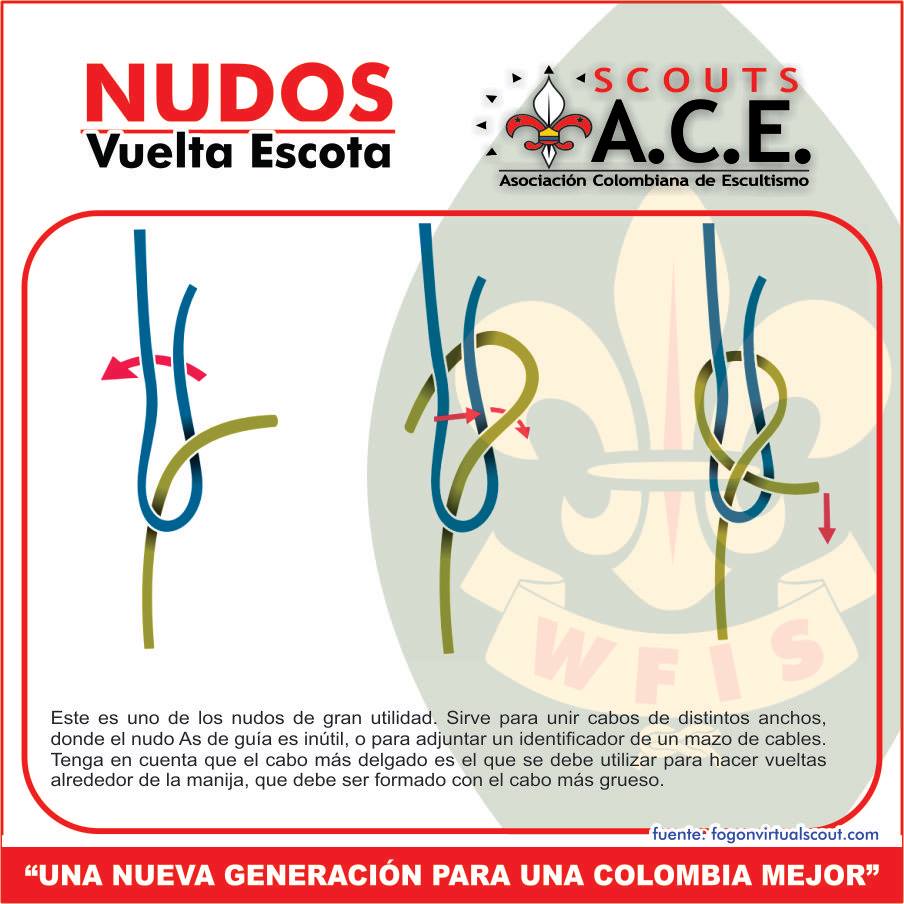 NUDOS
Vuelta Escota
SCOUTS
A.C.E.
Asociación Colombiana de Escultismo
WFIS
Este es uno de los nudos de gran utilidad. Sirve para unir cabos de distintos anchos,
donde el nudo As de guía es inútil, o para adjuntar un identificador de un mazo de cables.
Tenga en cuenta que el cabo más delgado es el que se debe utilizar para hacer vueltas
alrededor de la manija, que debe ser formado con el cabo más grueso.
fuente: fogonvirtualscout.com
“UNA NUEVA GENERACIÓN PARA UNA COLOMBIA MEJOR”